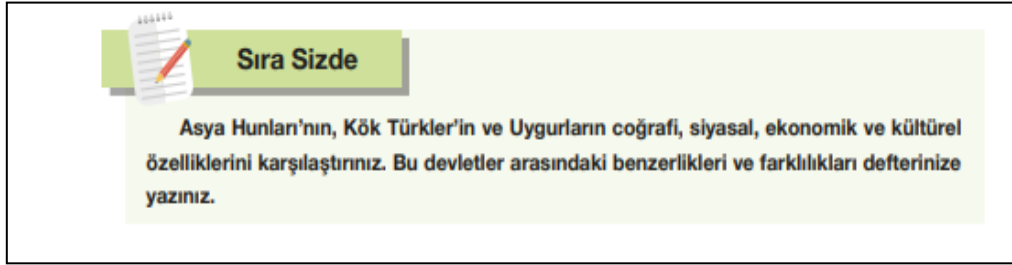 Sıra Sizde
Asya Hunları’nın, Kök Türkler’in ve Uygurların coğrafi, siyasal, ekonomik ve kültürel
özelliklerini karşılaştırınız. Bu devletler arasındaki benzerlikleri ve farklılıkları defterinize
yazınız.